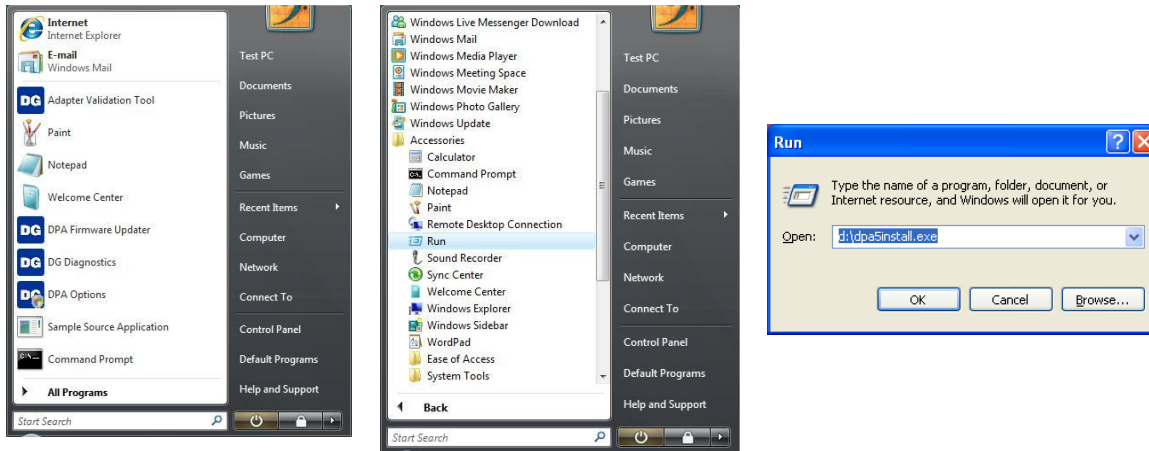 Internet
Internet Explorer
E-mail
Windows Mail
DG Adapter Validation Tool
Paint
Notepad
Welcome Center
DG DPA Firmware Updater
DG DG Diagnostics
DG DPA Options
Sample Source Application
C:\_ Command Prompt
All Programs
Start Search
Test PC
Documents
Pictures
Music
Games
Recent Items
Computer
Network
Connect To
Control Panel
Default Programs
Help and Support
Windows Live Messenger Download
Windows Mail
Windows Media Player
Windows Meeting Space
Windows Movie Maker
Windows Photo Gallery
Windows Update
Accessories
Calculator
Command Prompt
Notepad
Paint
Remote Desktop Connection
Run
Sound Recorder
Sync Center
Welcome Center
Windows Explorer
Windows Sidebar
WordPad
Ease of Access
System Tools
Back
Start Search
Test PC
Documents
Pictures
Music
Games
Recent Items
Computer
Network
Connect To
Control Panel
Default Programs
Help and Support
Run
Type the name of a program, folder, document, or
Internet resource, and Windows will open it for you.
Open: d:\dpa5install.exe
OK Cancel Browse...